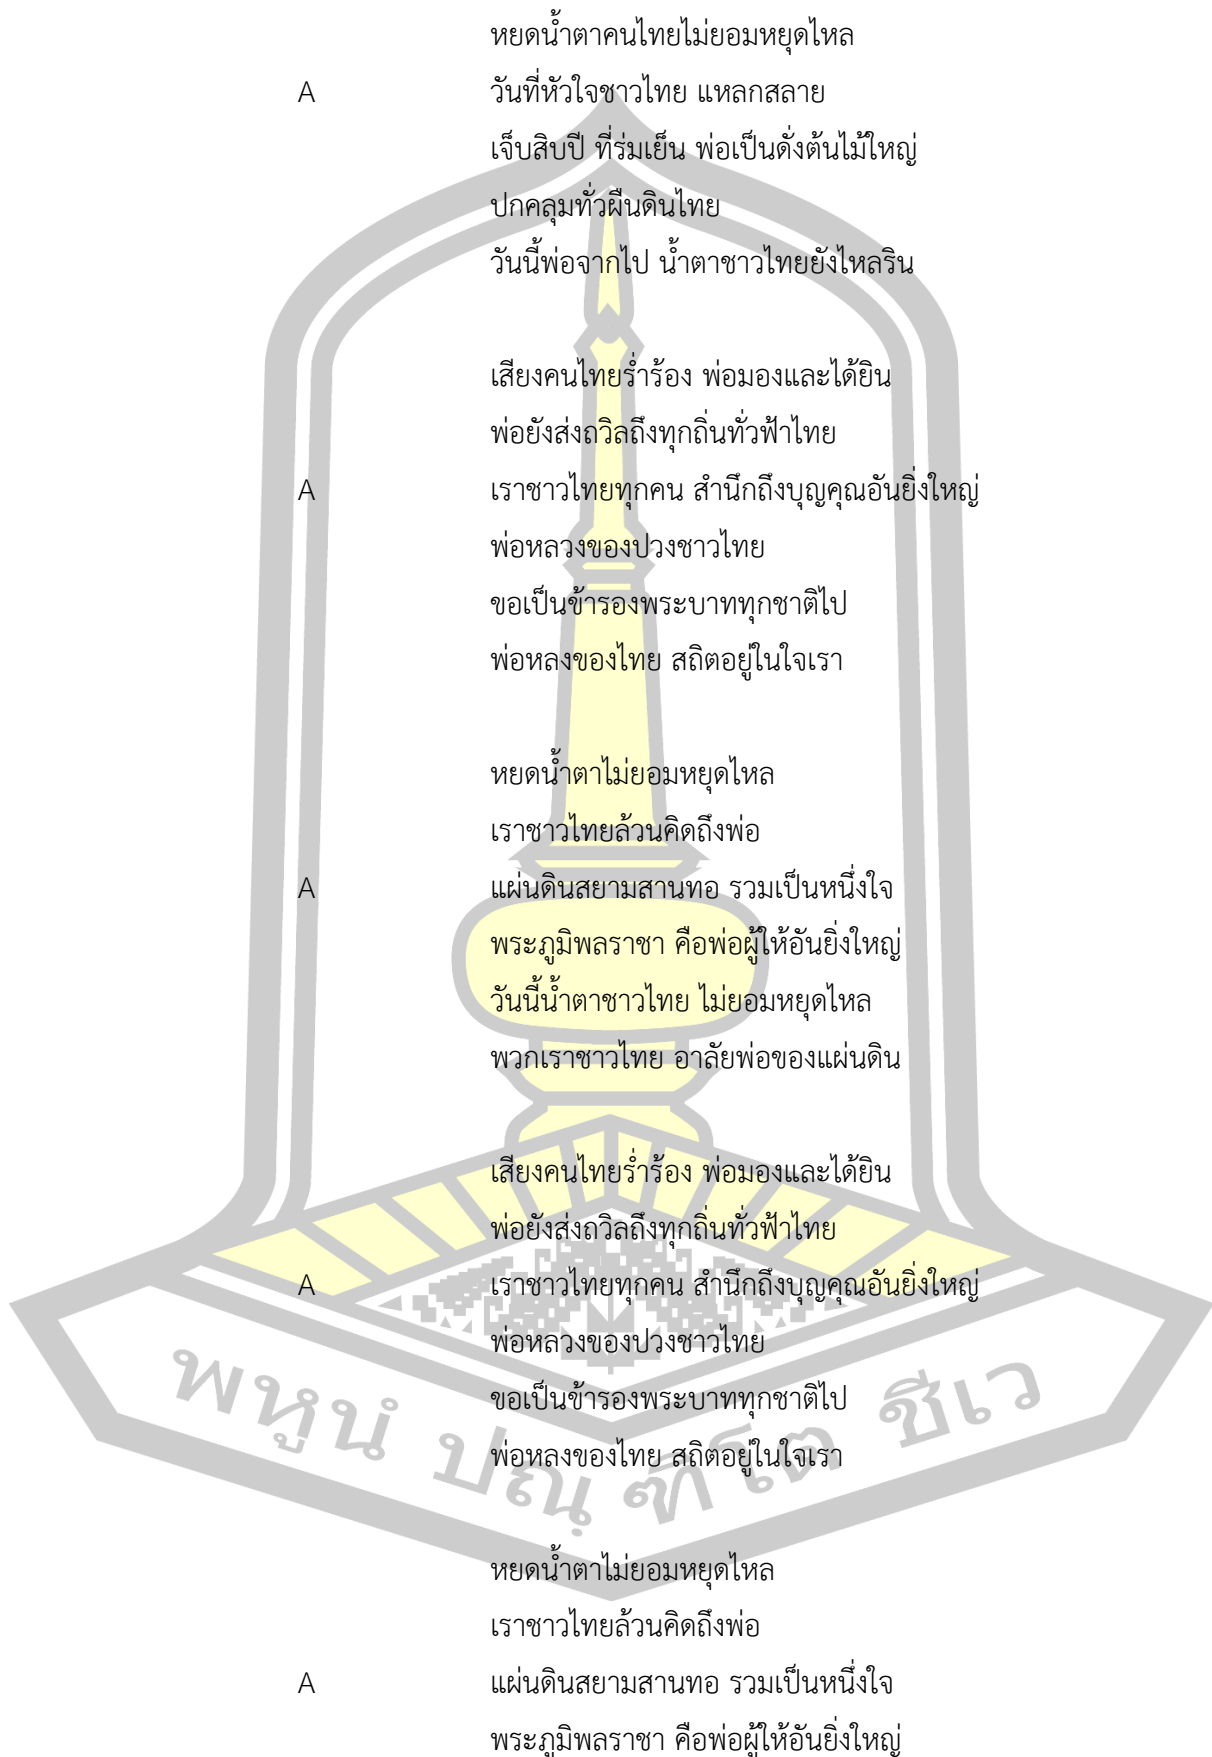 หยดน้ำตาคนไทยไม่ยอมหยุดไหล
A วันที่หัวใจชาวไทย แหลกสลาย
เจ็บสิบปี ที่ร่มเย็น พ่อเป็นดั่งต้นไม้ใหญ่
ปกคลุมทั่วผืนดินไทย
วันนี้พ่อจากไป น้ำตาชาวไทยยังไหลริน
เสียงคนไทยร่ำร้อง พ่อมองและได้ยิน
พ่อยังส่งถวิลถึงทุกถิ่นทั่วฟ้าไทย
A เราชาวไทยทุกคน สำนึกถึงบุญคุณอันยิ่งใหญ่
พ่อหลวงของปวงชาวไทย
ขอเป็นข้ารองพระบาททุกชาติไป
พ่อหลงของไทย สถิตอยู่ในใจเรา
หยดน้ำตาไม่ยอมหยุดไหล
เราชาวไทยล้วนคิดถึงพ่อ
A แผ่นดินสยามสานทอ รวมเป็นหนึ่งใจ
พระภูมิพลราชา คือพ่อผู้ให้อันยิ่งใหญ่
วันนี้น้ำตาชาวไทย ไม่ยอมหยุดไหล
พวกเราชาวไทย อาลัยพ่อของแผ่นดิน
เสียงคนไทยร่ำร้อง พ่อมองและได้ยิน
พ่อยังส่งถวิลถึงทุกถิ่นทั่วฟ้าไทย
A เราชาวไทยทุกคน สำนึกถึงบุญคุณอันยิ่งใหญ่
พ่อหลวงของปวงชาวไทย
ขอเป็นข้ารองพระบาททุกชาติไป
พ่อหลงของไทย สถิตอยู่ในใจเรา
พหูนํ ปณฺฑิโต ชีเว
หยดน้ำตาไม่ยอมหยุดไหล
เราชาวไทยล้วนคิดถึงพ่อ
A แผ่นดินสยามสานทอ รวมเป็นหนึ่งใจ
พระภูมิพลราชา คือพ่อผู้ให้อันยิ่งใหญ่